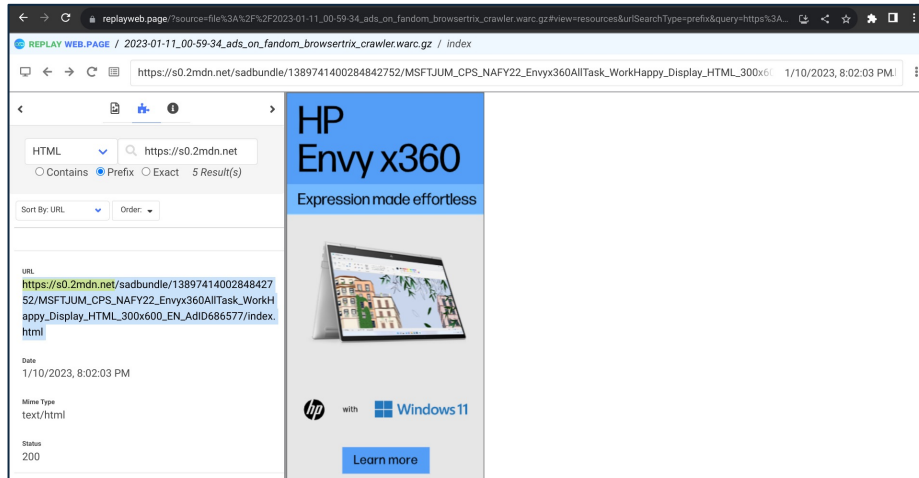 replayweb.page/?source=file%3A%2F%2F2023-01-11_00-59-34_ads_on_fandom_browsertrix_crawler.warc.gz#view=resources&urlSearchType=prefix&query=https%3A...
REPLAY WEB.PAGE / 2023-01-11_00-59-34_ads_on_fandom_browsertrix_crawler.warc.gz / index
https://s0.2mdn.net/sadbundle/1389741400284842752/MSFTJUM_CPS_NAFY22_Envyx360AllTask_WorkHappy_Display_HTML_300x60 1/10/2023, 8:02:03 PM
HTML
https://s0.2mdn.net
Contains Prefix Exact 5 Result(s)
Sort By: URL
Order:
URL
https://s0.2mdn.net/sadbundle/13897414002848427
52/MSFTJUM_CPS_NAFY22_Envyx360AllTask_WorkH
appy_Display_HTML_300x600_EN_AdID686577/index.
html
Date
1/10/2023, 8:02:03 PM
Mime Type
text/html
Status
200
HP
Envy x360
Expression made effortless
hp with Windows 11
Learn more